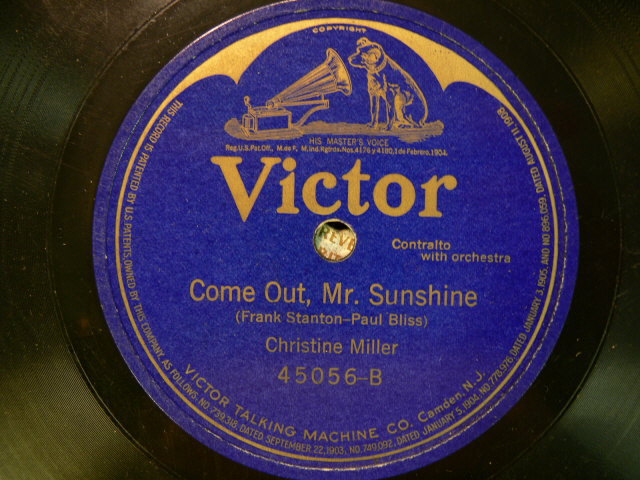 COPYRIGHT
HIS MASTER'S VOICE
Reg.U.S.Pat.Off., M.de F., M.Ind.Rgtrda.Nos.4176 y 4180,1 de Febrero,1904.
Victor
REVE
Contralto
with orchestra
Come Out, Mr. Sunshine
(Frank Stanton-Paul Bliss)
Christine Miller
45056-B
VICTOR TALKING MACHINE CO. Camden, N.J.
THIS RECORD IS PATENTED BY U.S. PATENTS, OWNED BY THIS COMPANY AS FOLLOWS: NO.739,318, DATED SEPTEMBER 22,1903, NO.749,092, DATED JANUARY 5, 1904, NO.778,976, DATED JANUARY 3, 1905, AND NO.896,059, DATED AUGUST 11, 1908